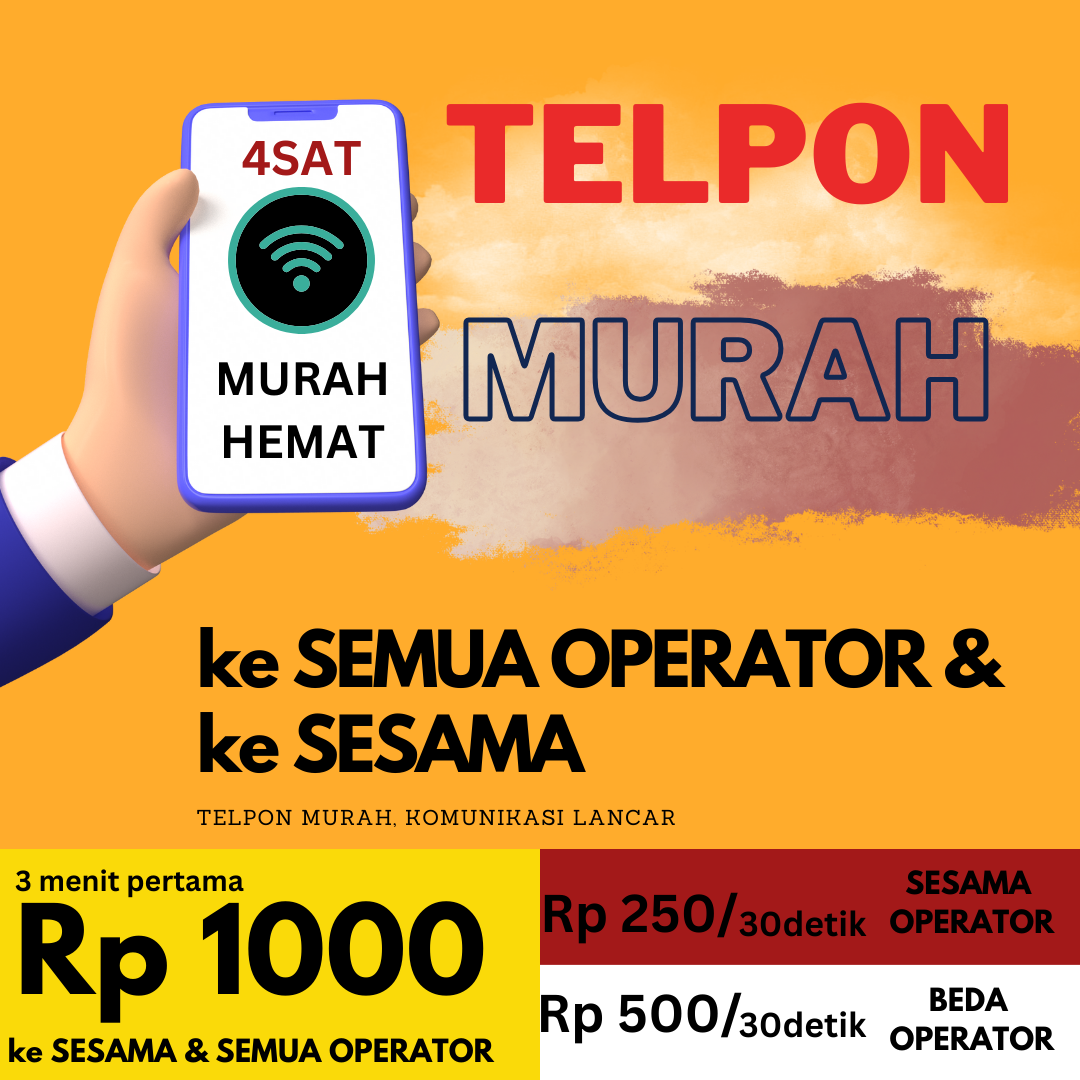 4SAT
MURAH
HEMAT
TELPON
MURAH
ke SEMUA OPERATOR &
ke SESAMA
TELPON MURAH, KOMUNIKASI LANCAR
3 menit pertama
Rp 1000
ke SESAMA & SEMUA OPERATOR
Rp 250/30detik
SESAMA
OPERATOR
Rp 500/30detik
BEDA
OPERATOR